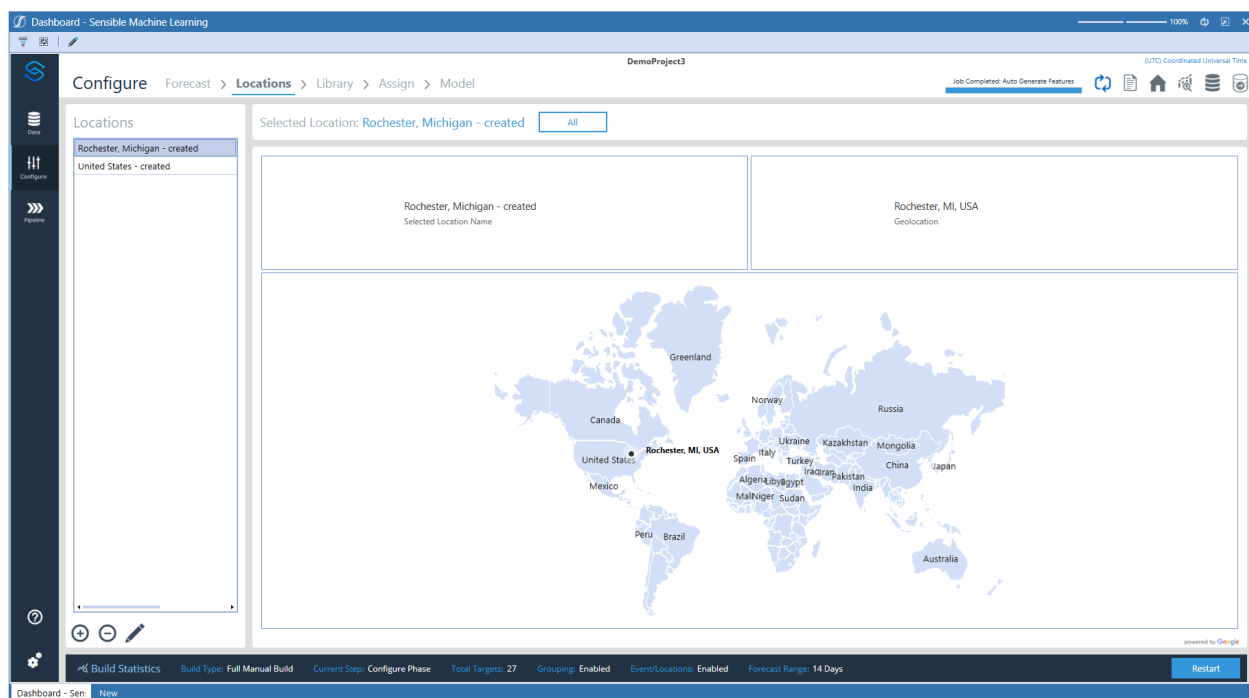 Dashboard - Sensible Machine Learning
100%
DemoProject3
(UTC) Coordinated Universal Time
Configure Forecast > Locations > Library > Assign > Model
Job Completed: Auto Generate Features
Data
Configure
Pipeline
Locations
Rochester, Michigan - created
United States - created
Selected Location: Rochester, Michigan - created
All
Rochester, Michigan - created
Selected Location Name
Rochester, MI, USA
Geolocation
Greenland
Norway
Russia
Canada
Ukraine
Kazakhstan
Mongolia
Rochester, MI, USA
United States
Spain
Italy
Turkey
China
Japan
Iraq
Iran
Pakistan
Mexico
Algeria
Libya
Egypt
India
Mali
Niger
Sudan
Peru
Brazil
Australia
powered by Google
Build Statistics
Build Type: Full Manual Build
Current Step: Configure Phase
Total Targets: 27
Grouping: Enabled
Event/Locations: Enabled
Forecast Range: 14 Days
Restart
Dashboard - Sen:
New